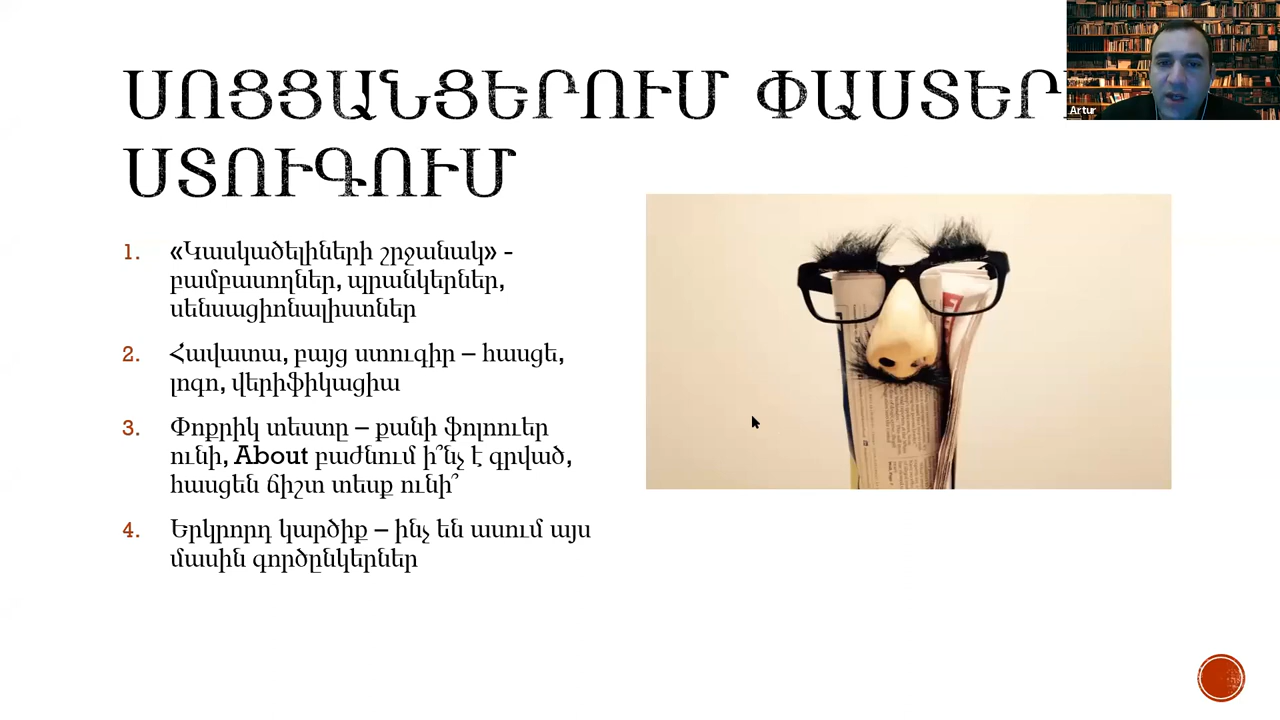 ՍՈՑՑԱՆՑԵՐՈՒՄ ՓԱՍՏԵՐ
ՍՏՈՒԳՈՒՄ
Artur
1. «Կասկածելիների շրջանակ» -
բամբասողներ, պրանկերներ,
սենսացիոնալիստներ
2. Հավատա, բայց ստուգիր – հասցե,
լոգո, վերիֆիկացիա
3. Փոքրիկ տեստը – քանի ֆոլոուեր
ունի, About բաժնում ի՞նչ է գրված,
հասցեն ճիշտ տեսք ունի՞
4. Երկրորդ կարծիք – ինչ են ասում այս
մասին գործընկերներ